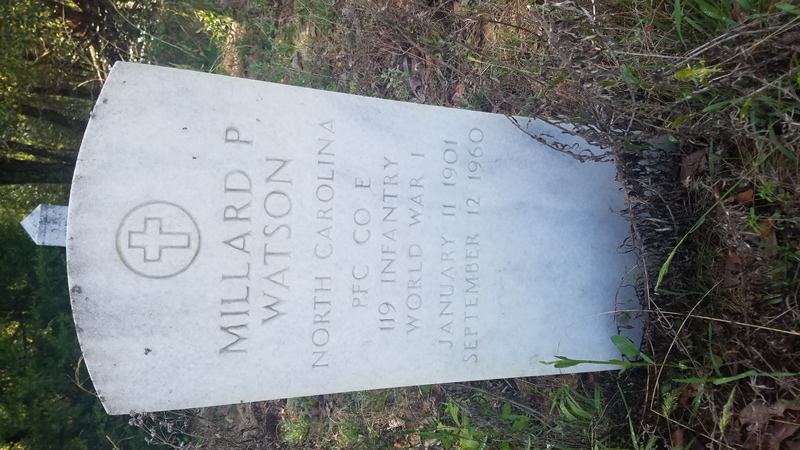 MILLARD P
WATSON
NORTH CAROLINA
PFC CO E
119 INFANTRY
WORLD WAR I
JANUARY 11 1901
SEPTEMBER 12 1960